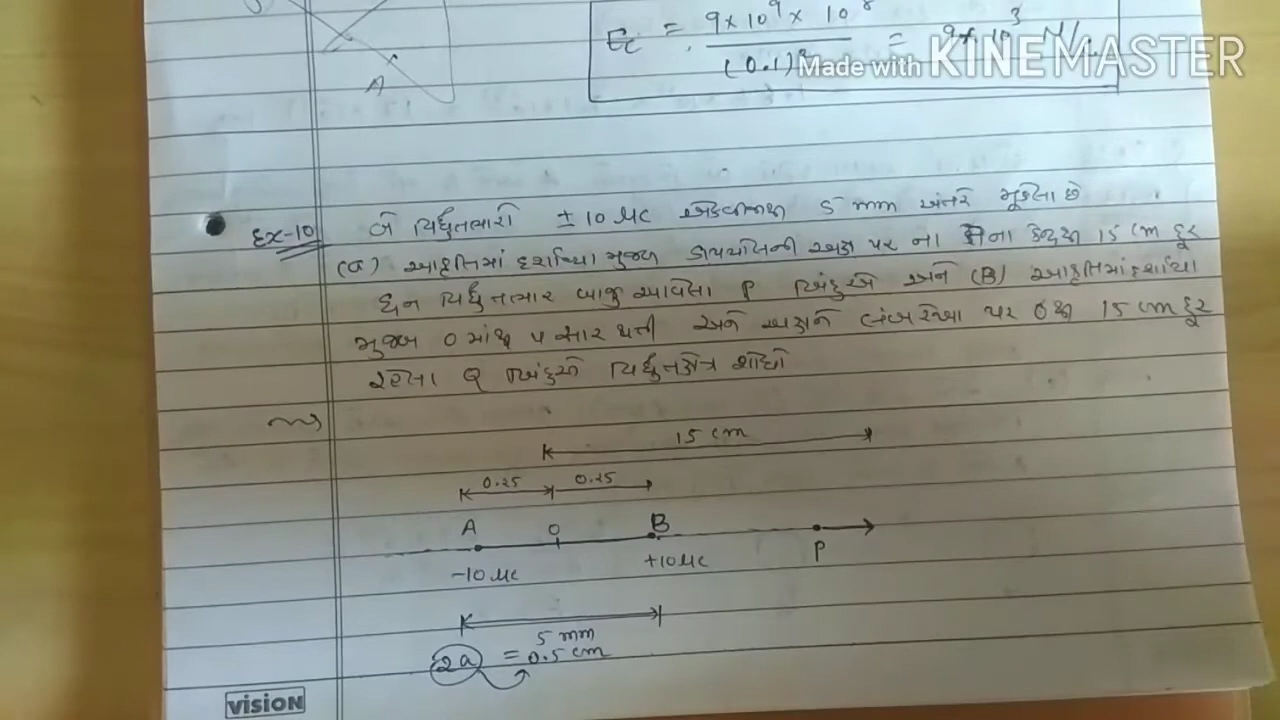 A
Ec = 9×10⁹ × 10⁻⁸ / (0.1)² = 9×10³ N/C
Made with KINEMASTER
Ex-10 બે વિદ્યુતભારો ±10 μc એકબીજાથી 5 mm અંતરે મૂકેલા છે
(a) આકૃતિમાં દર્શાવ્યા મુજબ ડાયપોલની અક્ષ પર ના કેન્દ્રથી 15 cm દૂર
ધન વિદ્યુતભાર બાજુ આવેલા P બિંદુએ અને (B) આકૃતિમાં દર્શાવ્યા
મુજબ O માંથી પસાર થતી અને અક્ષને લંબરેખા પર 15 cm દૂર
રહેલા Q બિંદુએ વિદ્યુતક્ષેત્ર શોધો
15 cm
0.25 0.25
A O B
P
-10 μc +10 μc
5 mm
2a = 0.5 cm
VISION